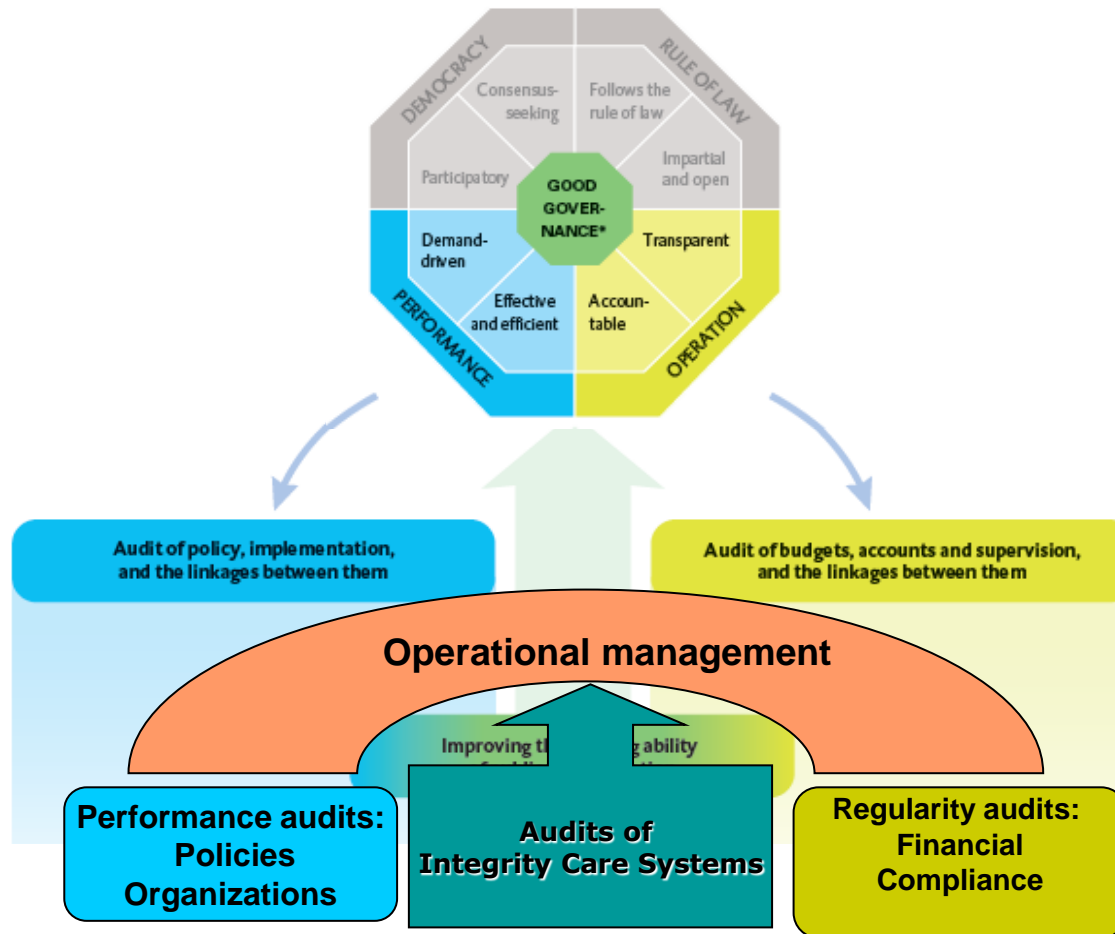 DEMOCRACY
RULE OF LAW
Consensus-
seeking
Follows the
rule of law
Participatory
Impartial
and open
GOOD
GOVER-
NANCE*
Demand-
driven
Transparent
Effective
and efficient
Accoun-
table
PERFORMANCE
OPERATION
Audit of policy, implementation,
and the linkages between them
Audit of budgets, accounts and supervision,
and the linkages between them
Operational management
Improving ability
Performance audits:
Policies
Organizations
Audits of
Integrity Care Systems
Regularity audits:
Financial
Compliance